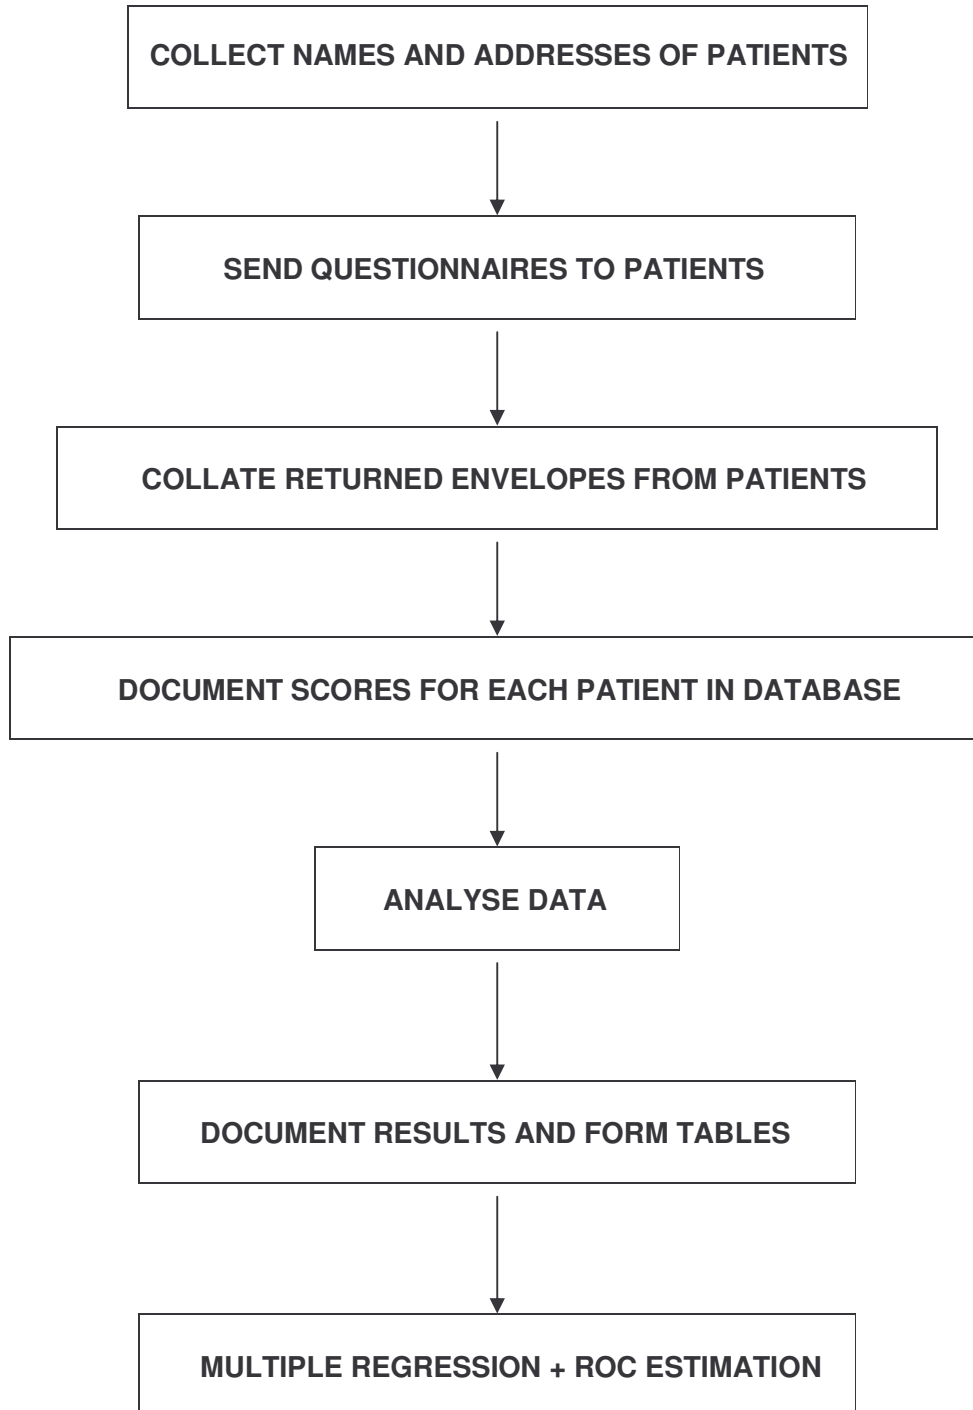 COLLECT NAMES AND ADDRESSES OF PATIENTS
SEND QUESTIONNAIRES TO PATIENTS
COLLATE RETURNED ENVELOPES FROM PATIENTS
DOCUMENT SCORES FOR EACH PATIENT IN DATABASE
ANALYSE DATA
DOCUMENT RESULTS AND FORM TABLES
MULTIPLE REGRESSION + ROC ESTIMATION